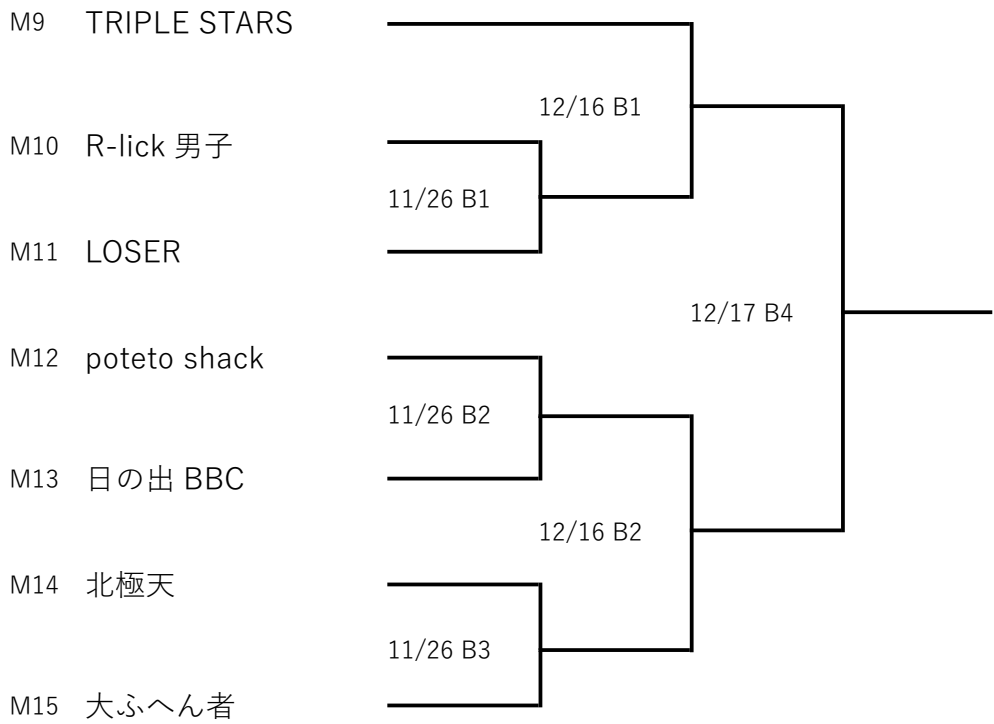 M9 TRIPLE STARS
12/16 B1
M10 R-lick 男子
11/26 B1
M11 LOSER
12/17 B4
M12 poteto shack
11/26 B2
M13 日の出 BBC
12/16 B2
M14 北極天
11/26 B3
M15 大ふへん者